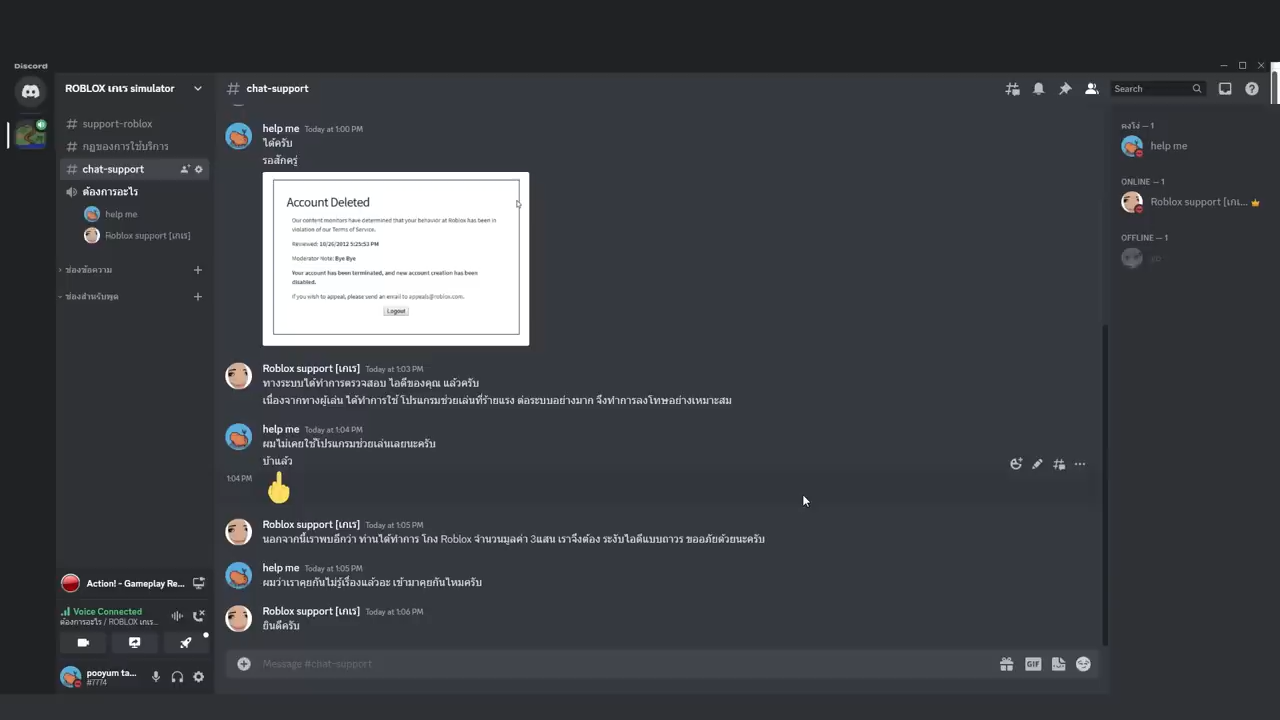 Discord
ROBLOX เกเร simulator
chat-support
Search
support-roblox
กฎของการใช้บริการ
chat-support
ต้องการอะไร
help me
Roblox support [เกเร]
ช่องข้อความ
ช่องสำหรับพูด
help me Today at 1:00 PM
ได้ครับ
รอสักครู่
Account Deleted
Our content monitors have determined that your behavior at Roblox has been in
violation of our Terms of Service.
Reviewed: 10/26/2012 5:25:53 PM
Moderator Note: Bye Bye
Your account has been terminated, and new account creation has been
disabled.
If you wish to appeal, please send an email to appeals@roblox.com.
Logout
Roblox support [เกเร] Today at 1:03 PM
ทางระบบได้ทำการตรวจสอบ ไอดีของคุณ แล้วครับ
เนื่องจากทางผู้เล่น ได้ทำการใช้ โปรแกรมช่วยเล่นที่ร้ายแรง ต่อระบบอย่างมาก จึงทำการลงโทษอย่างเหมาะสม
help me Today at 1:04 PM
ผมไม่เคยใช้โปรแกรมช่วยเล่นเลยนะครับ
บ้าแล้ว
1:04 PM
Roblox support [เกเร] Today at 1:05 PM
นอกจากนี้เราพบอีกว่า ท่านได้ทำการ โกง Roblox จำนวนมูลค่า 3แสน เราจึงต้อง ระงับไอดีแบบถาวร ขออภัยด้วยนะครับ
help me Today at 1:05 PM
ผมว่าเราคุยกันไม่รู้เรื่องแล้วอะ เข้ามาคุยกันไหมครับ
Roblox support [เกเร] Today at 1:06 PM
ยินดีครับ
Message #chat-support
Action! - Gameplay Re...
Voice Connected
ต้องการอะไร / ROBLOX เกเร...
pooyum ta...
#7774
GIF
คงโง่ — 1
help me
ONLINE — 1
Roblox support [เกเ...
OFFLINE — 1